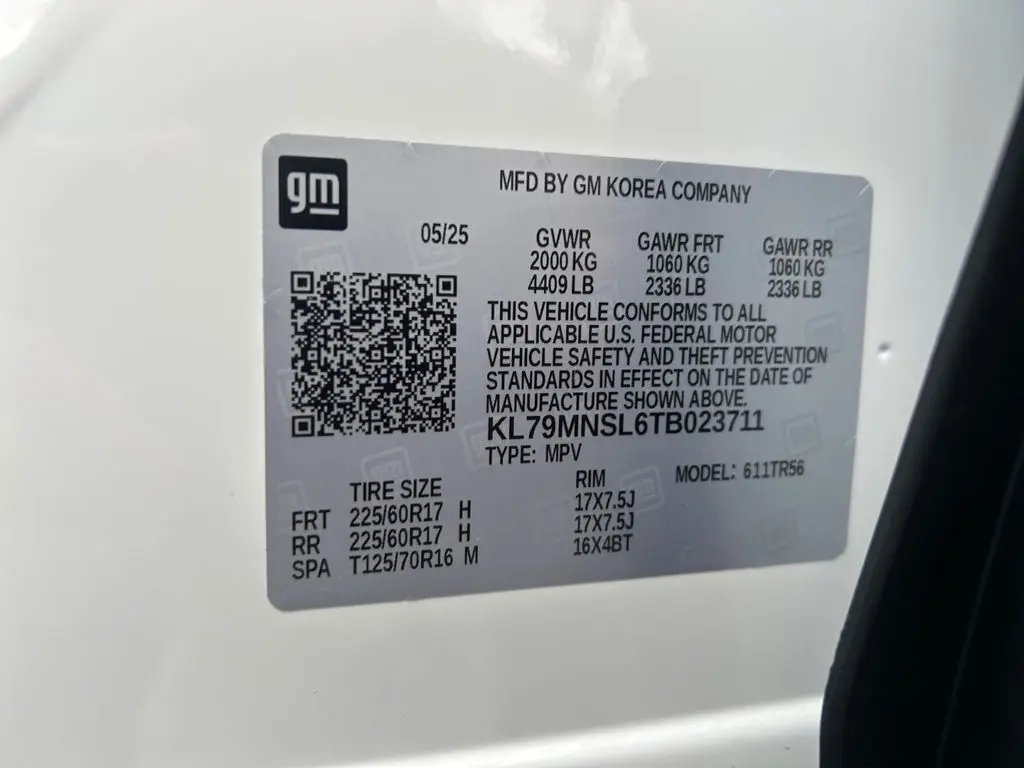 gm
MFD BY GM KOREA COMPANY
05/25
GVWR GAWR FRT GAWR RR
2000 KG 1060 KG 1060 KG
4409 LB 2336 LB 2336 LB
THIS VEHICLE CONFORMS TO ALL
APPLICABLE U.S. FEDERAL MOTOR
VEHICLE SAFETY AND THEFT PREVENTION
STANDARDS IN EFFECT ON THE DATE OF
MANUFACTURE SHOWN ABOVE.
KL79MNSL6TB023711
TYPE: MPV MODEL: 611TR56
TIRE SIZE RIM
FRT 225/60R17 H 17X7.5J
RR 225/60R17 H 17X7.5J
SPA T125/70R16 M 16X4BT